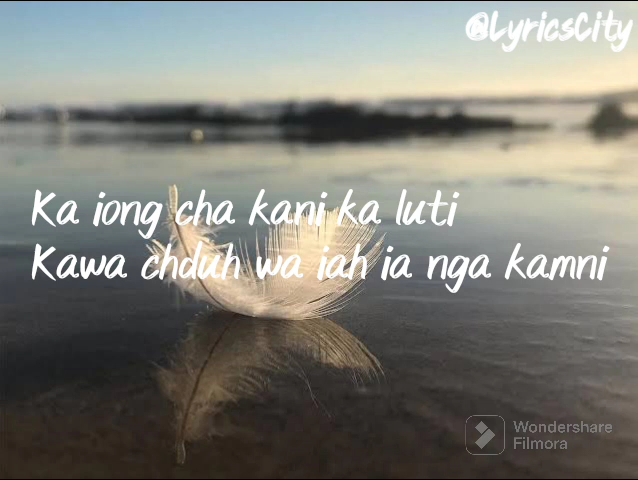 @LyricsCity
Ka iong cha kani ka luti
Kawa chduh wa iah ia nga kamni
Wondershare
Filmora